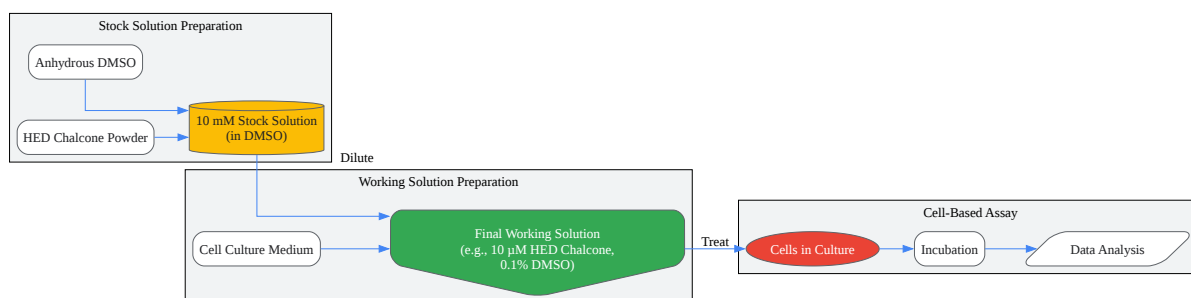 Stock Solution Preparation
Anhydrous DMSO
HED Chalcone Powder
10 mM Stock Solution
(in DMSO)
Dilute
Working Solution Preparation
Cell Culture Medium
Final Working Solution
(e.g., 10 µM HED Chalcone,
0.1% DMSO)
Treat
Cell-Based Assay
Cells in Culture
Incubation
Data Analysis